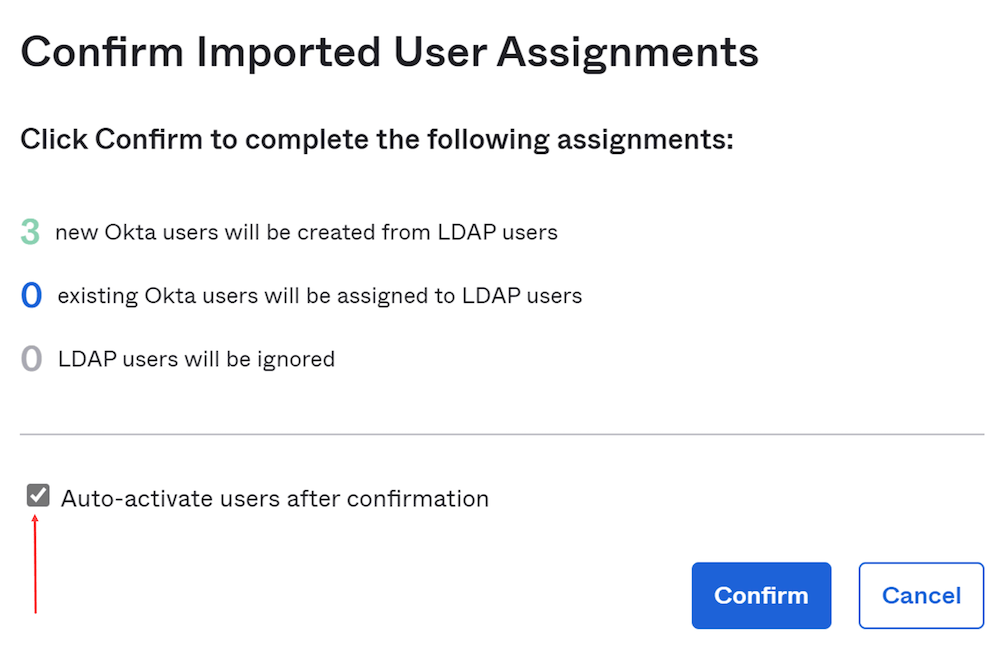 Confirm Imported User Assignments
Click Confirm to complete the following assignments:
3 new Okta users will be created from LDAP users
0 existing Okta users will be assigned to LDAP users
0 LDAP users will be ignored
Auto-activate users after confirmation
Confirm Cancel